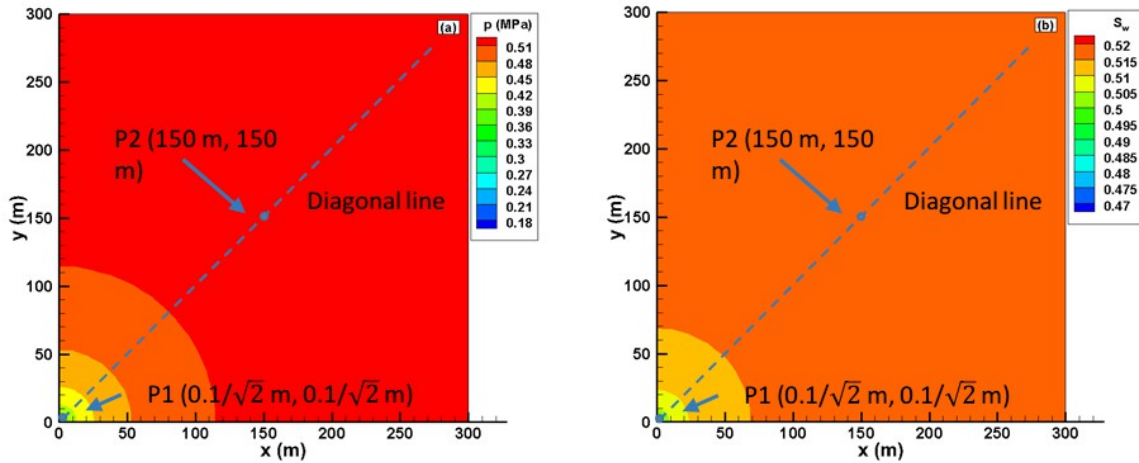 300
250
200
150
100
50
0
y (m)
0 50 100 150 200 250 300
x (m)
(a)
p (MPa)
0.51
0.48
0.45
0.42
0.39
0.36
0.33
0.3
0.27
0.24
0.21
0.18
P2 (150 m, 150
m)
Diagonal line
P1 (0.1/√2 m, 0.1/√2 m)
300
250
200
150
100
50
0
y (m)
0 50 100 150 200 250 300
x (m)
(b)
S_w
0.52
0.515
0.51
0.505
0.5
0.495
0.49
0.485
0.48
0.475
0.47
P2 (150 m, 150
m)
Diagonal line
P1 (0.1/√2 m, 0.1/√2 m)